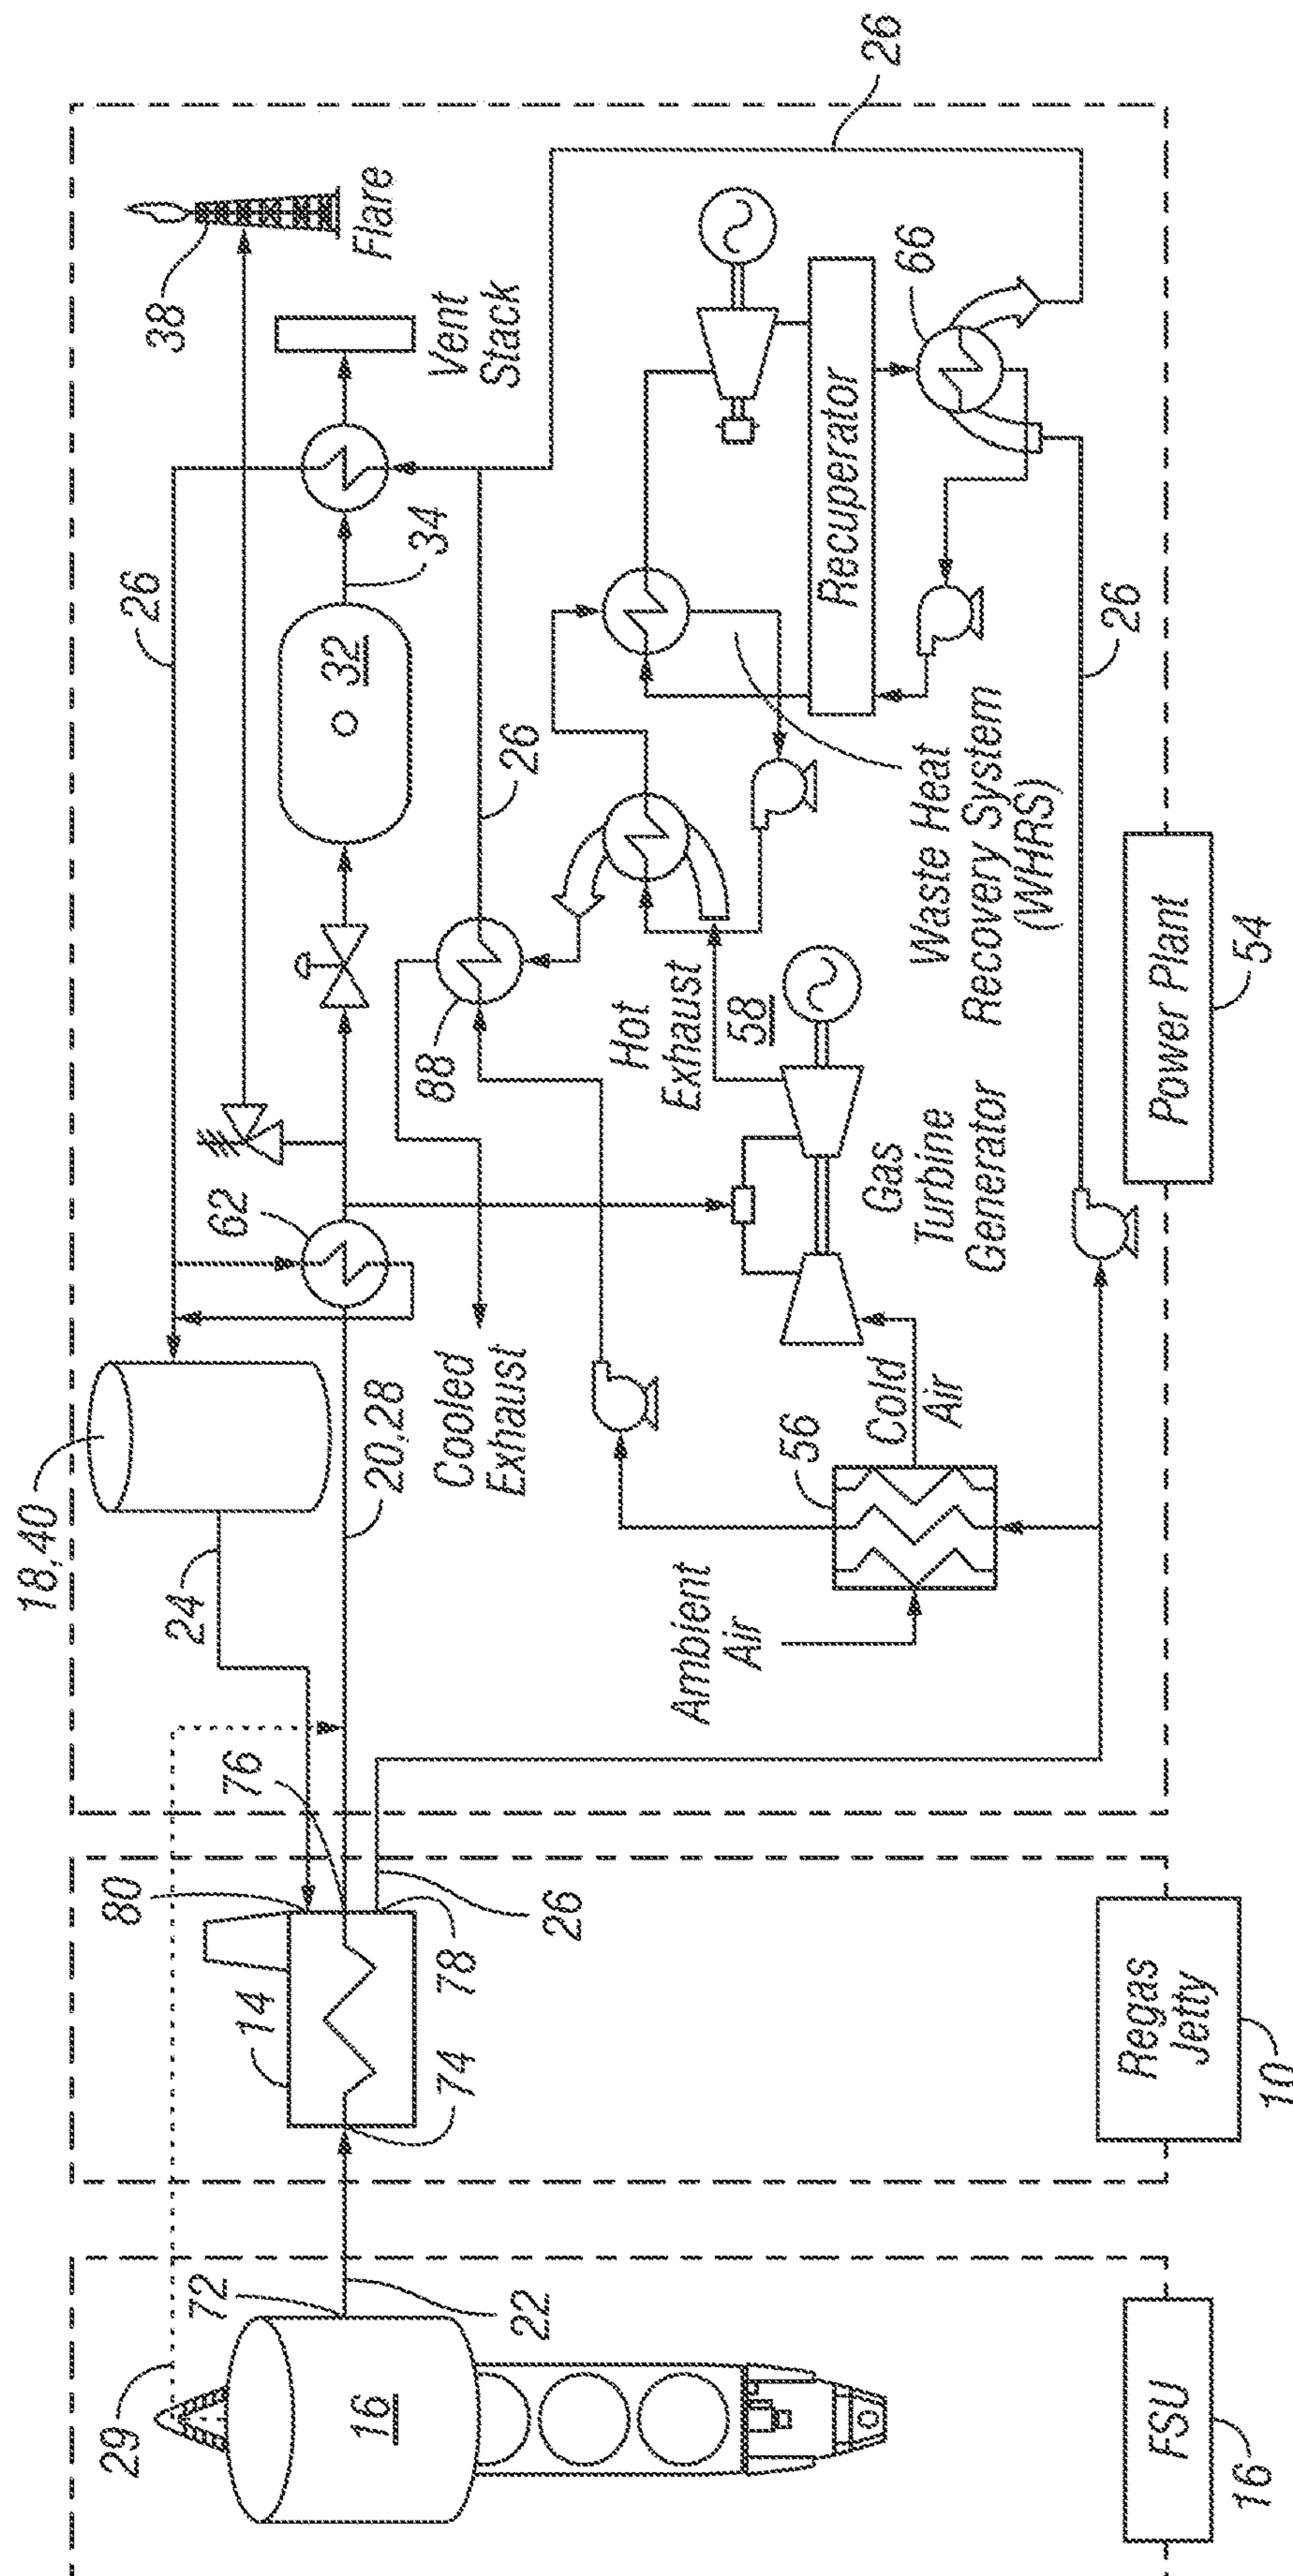 26
38
Flare
Vent
Stack
66
34
26
32
Recuperator
26
26
Waste Heat
Recovery System
(WHRS)
88
Hot
Exhaust
58
Power Plant
54
62
Gas
Turbine
Generator
18,40
20,28
Cooled
Exhaust
56
Cold
Air
24
Ambient
Air
76
80
26
78
14
74
Regas
Jetty
10
72
22
29
16
FSU
16